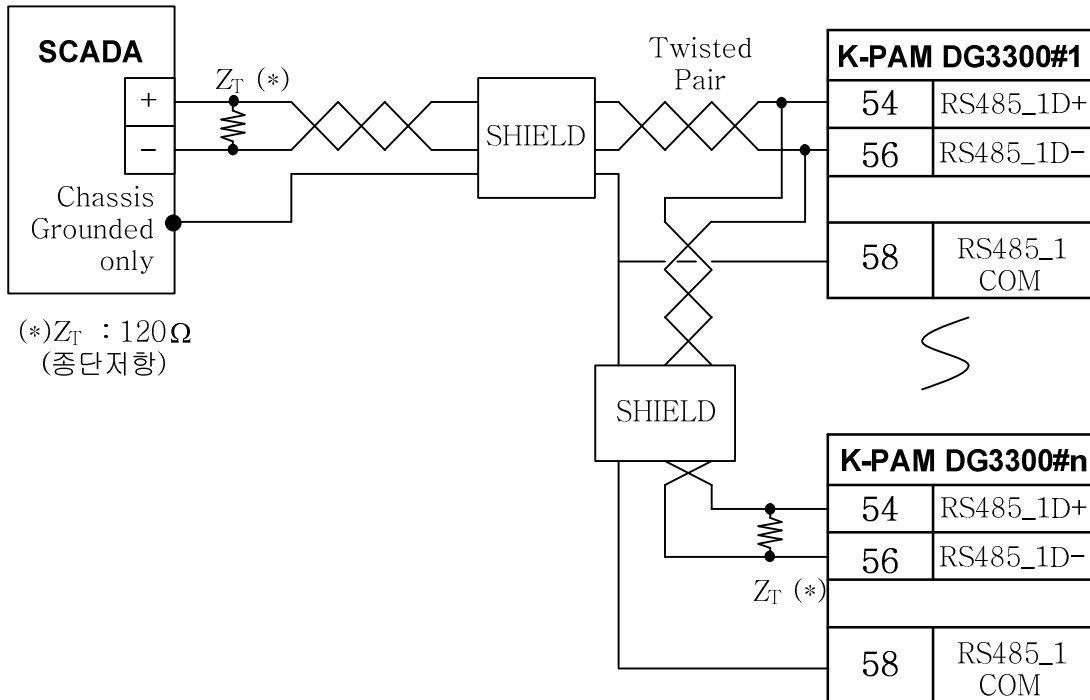 SCADA
+
−
Z_T (*)
Chassis
Grounded
only
(*)Z_T : 120Ω
(종단저항)
SHIELD
Twisted
Pair
K-PAM DG3300#1
54 RS485_1D+
56 RS485_1D-
58 RS485_1
COM
SHIELD
Z_T (*)
K-PAM DG3300#n
54 RS485_1D+
56 RS485_1D-
58 RS485_1
COM